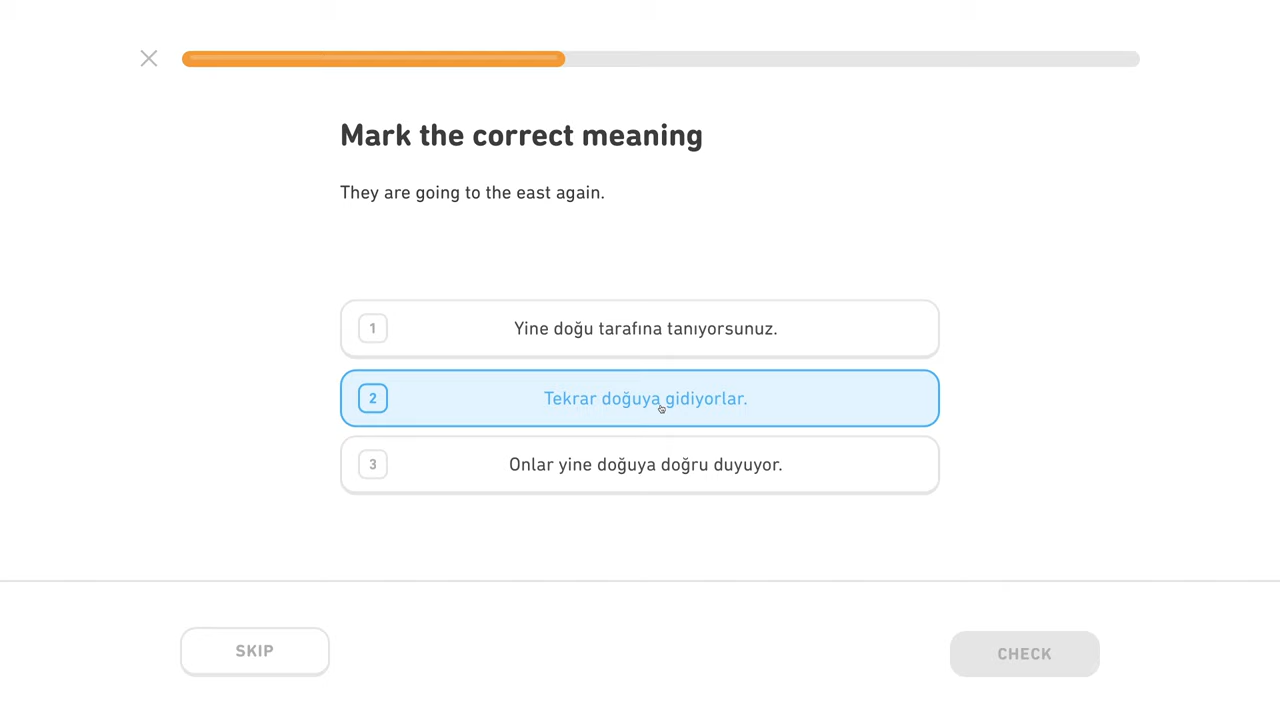 Mark the correct meaning
They are going to the east again.
1 Yine doğu tarafına tanıyorsunuz.
2 Tekrar doğuya gidiyorlar.
3 Onlar yine doğuya doğru duyuyor.
SKIP
CHECK